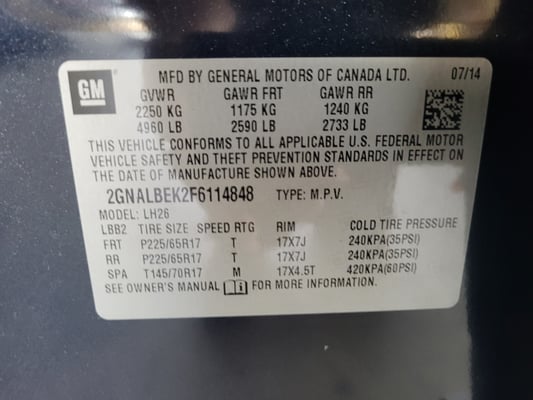 GM
MFD BY GENERAL MOTORS OF CANADA LTD. 07/14
GVWR GAWR FRT GAWR RR
2250 KG 1175 KG 1240 KG
4960 LB 2590 LB 2733 LB
THIS VEHICLE CONFORMS TO ALL APPLICABLE U.S. FEDERAL MOTOR
VEHICLE SAFETY AND THEFT PREVENTION STANDARDS IN EFFECT ON
THE DATE OF MANUFACTURE SHOWN ABOVE.
2GNALBEK2F6114848 TYPE: M.P.V.
MODEL: LH26
LBB2 TIRE SIZE SPEED RTG RIM COLD TIRE PRESSURE
FRT P225/65R17 T 17X7J 240KPA(35PSI)
RR P225/65R17 T 17X7J 240KPA(35PSI)
SPA T145/70R17 M 17X4.5T 420KPA(60PSI)
SEE OWNER'S MANUAL FOR MORE INFORMATION.